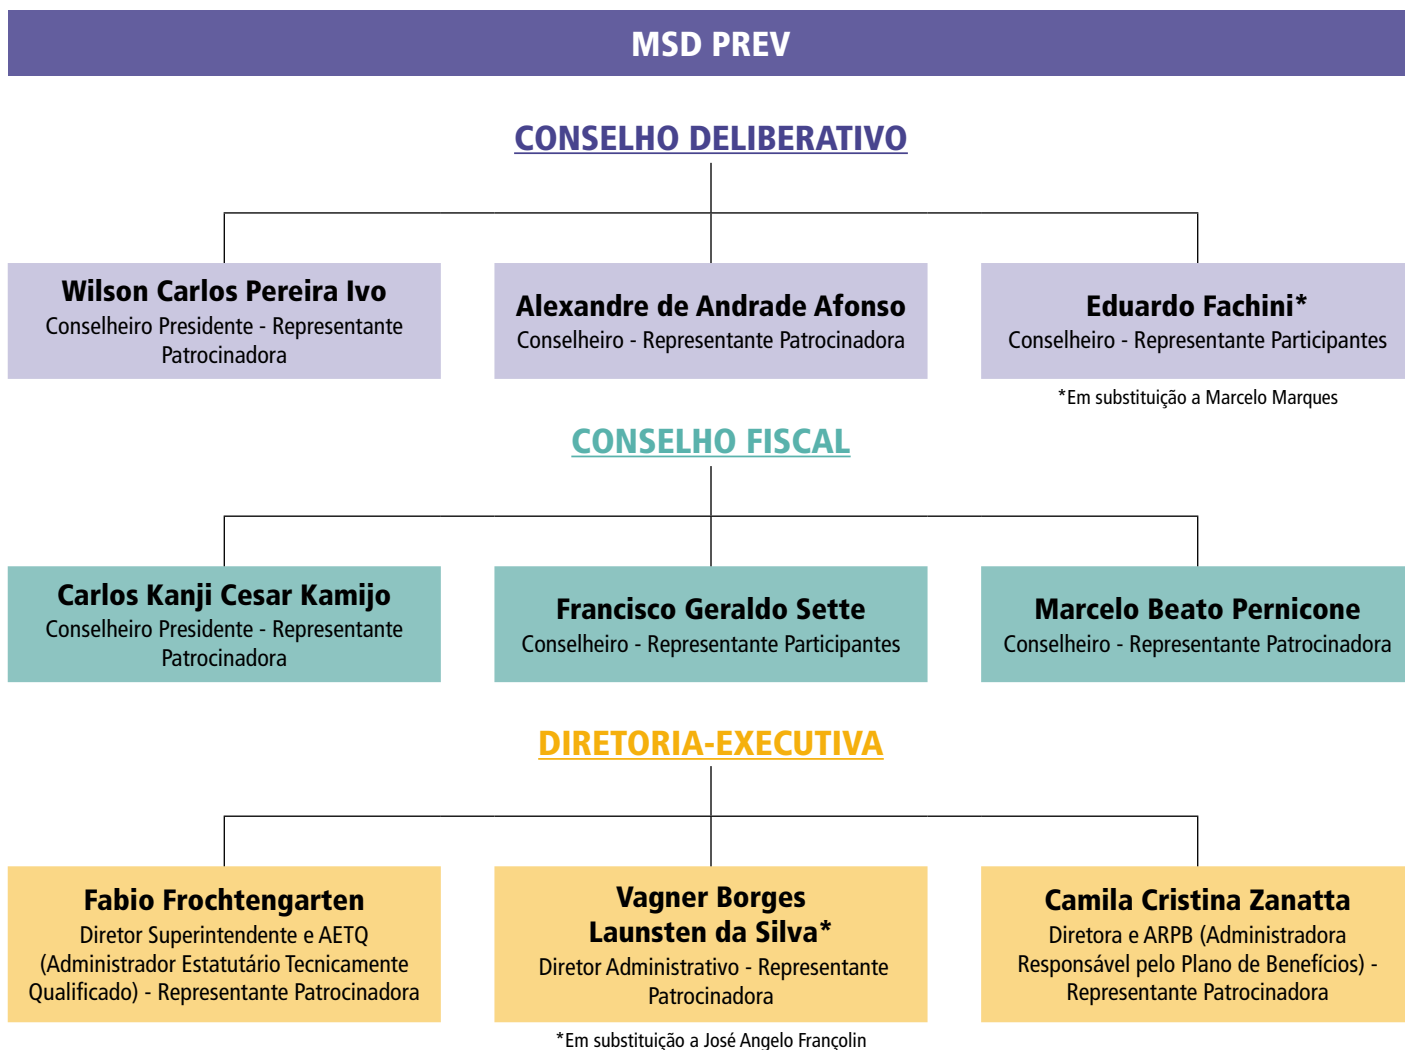 MSD PREV
CONSELHO DELIBERATIVO
Wilson Carlos Pereira Ivo
Conselheiro Presidente - Representante
Patrocinadora
Alexandre de Andrade Afonso
Conselheiro - Representante Patrocinadora
Eduardo Fachini*
Conselheiro - Representante Participantes
*Em substituição a Marcelo Marques
CONSELHO FISCAL
Carlos Kanji Cesar Kamijo
Conselheiro Presidente - Representante
Patrocinadora
Francisco Geraldo Sette
Conselheiro - Representante Participantes
Marcelo Beato Pernicone
Conselheiro - Representante Patrocinadora
DIRETORIA-EXECUTIVA
Fabio Frochtengarten
Diretor Superintendente e AETQ
(Administrador Estatutário Tecnicamente
Qualificado) - Representante Patrocinadora
Vagner Borges
Launsten da Silva*
Diretor Administrativo - Representante
Patrocinadora
*Em substituição a José Angelo Françolin
Camila Cristina Zanatta
Diretora e ARPB (Administradora
Responsável pelo Plano de Benefícios) -
Representante Patrocinadora